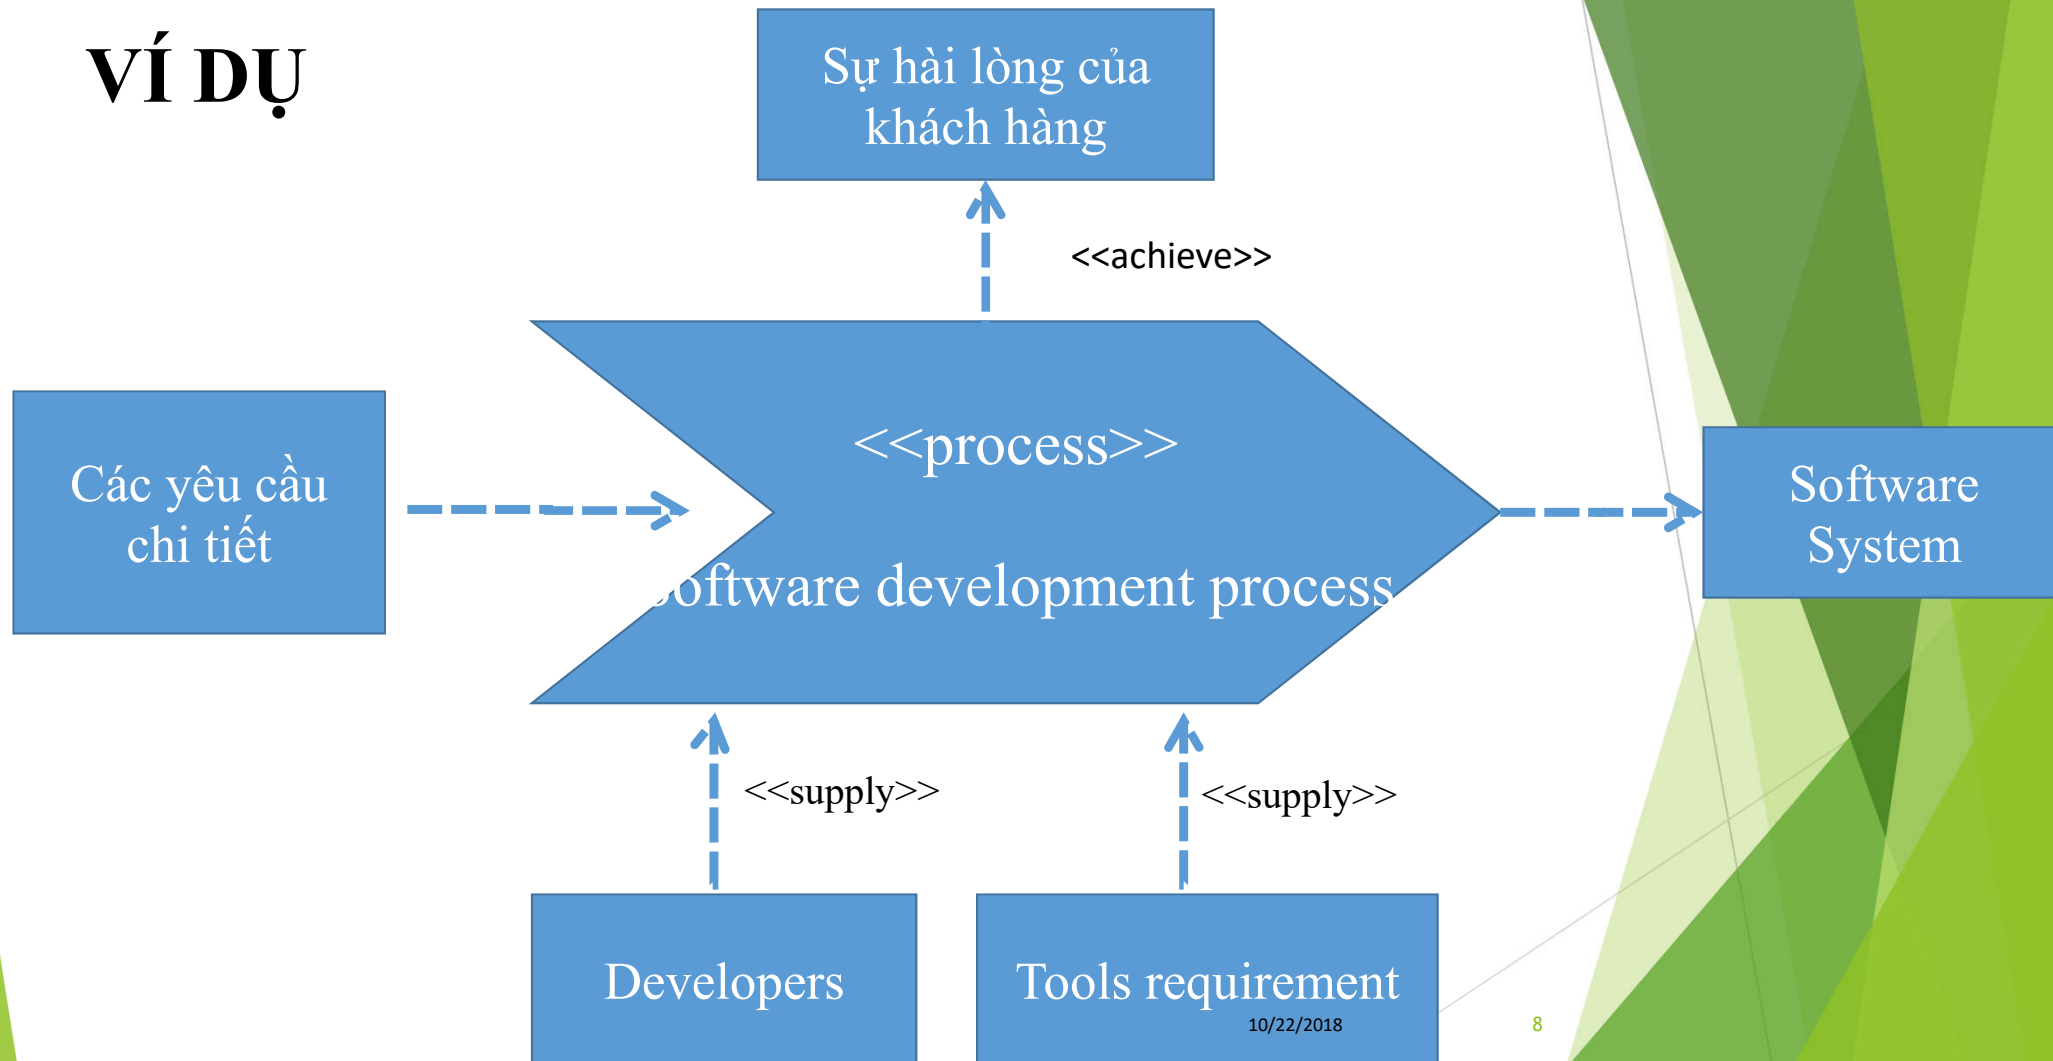 VÍ DỤ
Sự hài lòng của
khách hàng
<<achieve>>
<<process>>
Software development process
Các yêu cầu
chi tiết
Software
System
<<supply>>
<<supply>>
Developers
Tools requirement
10/22/2018
8